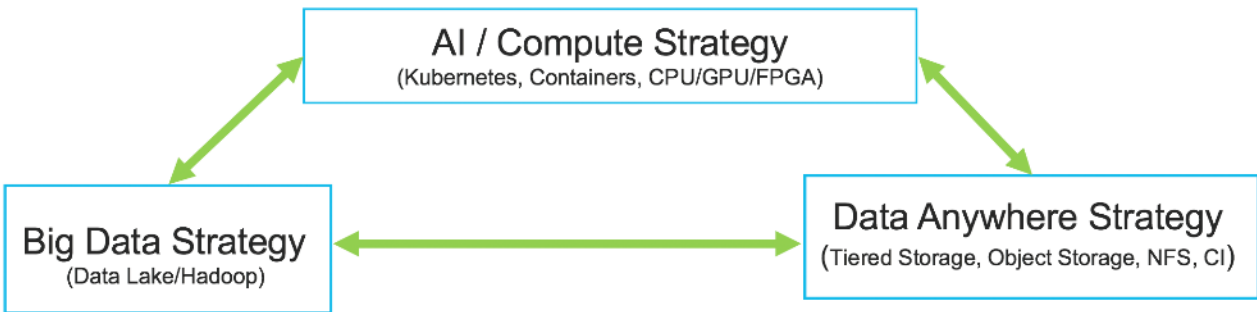 AI / Compute Strategy
(Kubernetes, Containers, CPU/GPU/FPGA)
Big Data Strategy
(Data Lake/Hadoop)
Data Anywhere Strategy
(Tiered Storage, Object Storage, NFS, CI)